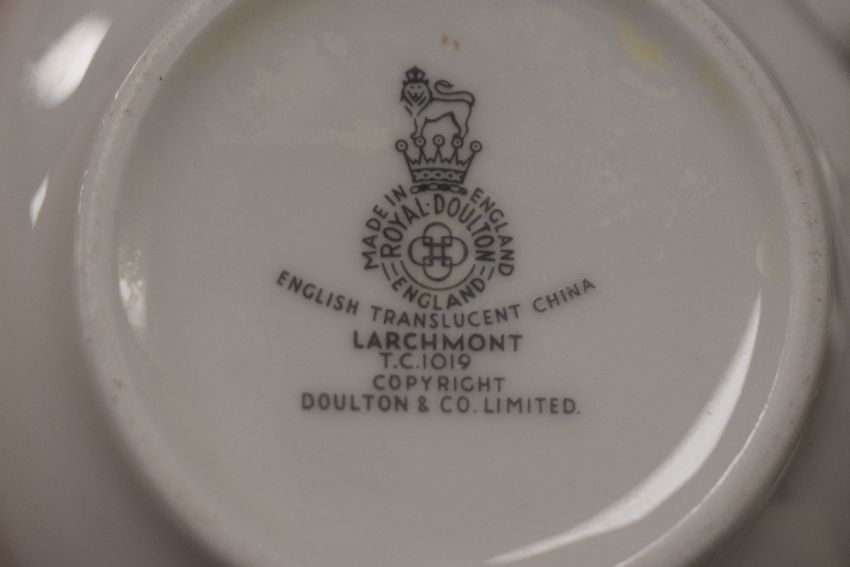 MADE IN ENGLAND
ROYAL·DOULTON
ENGLAND
ENGLISH TRANSLUCENT CHINA
LARCHMONT
T.C.1019
COPYRIGHT
DOULTON & CO. LIMITED.